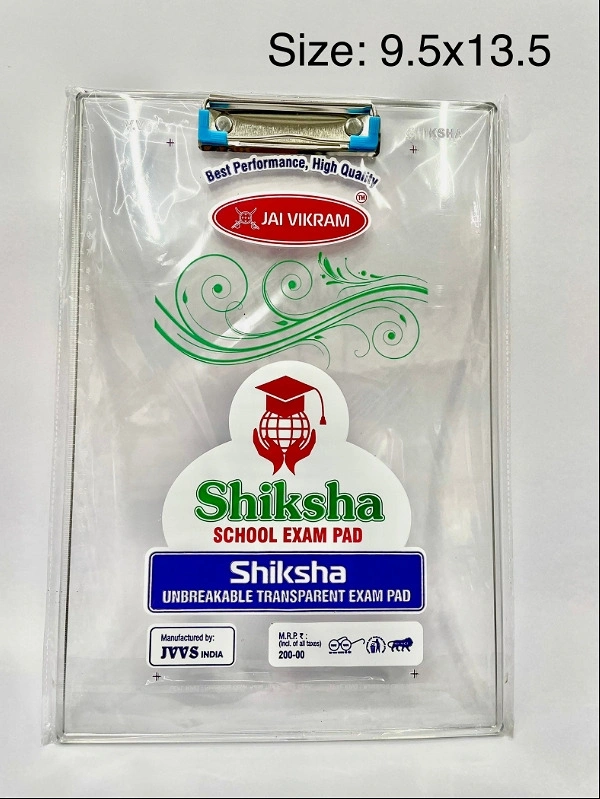 Size: 9.5x13.5
SHIKSHA
Best Performance, High Quality
JAI VIKRAM
TM
Shiksha
SCHOOL EXAM PAD
Shiksha
UNBREAKABLE TRANSPARENT EXAM PAD
Manufactured by:
JVVS INDIA
M.R.P. ₹ :
(Incl. of all taxes)
200-00